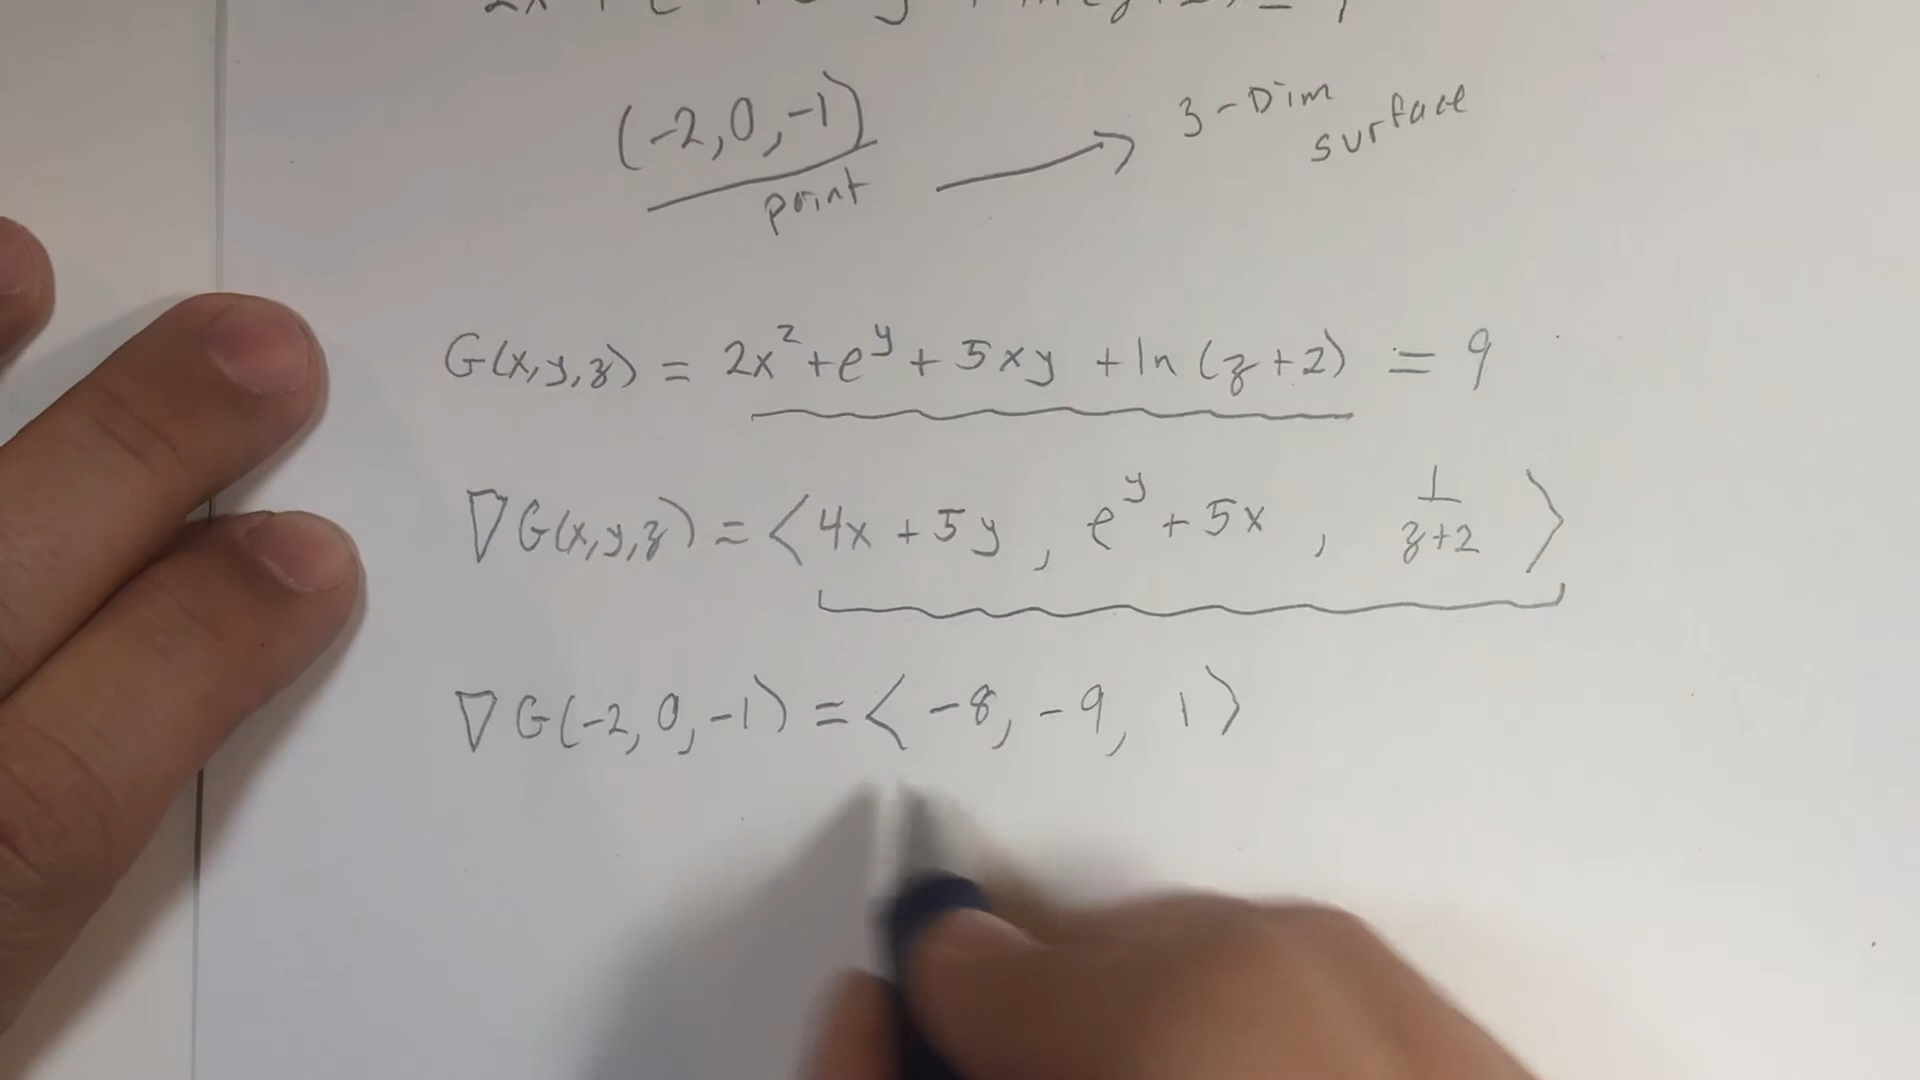 (-2,0,-1)
point
3-Dim
surface
G(x,y,z) = 2x²+e^y + 5xy + ln(z+2) = 9
∇G(x,y,z) = ⟨4x + 5y, e^y + 5x, 1/(z+2)⟩
∇G(-2,0,-1) = ⟨-8, -9, 1⟩